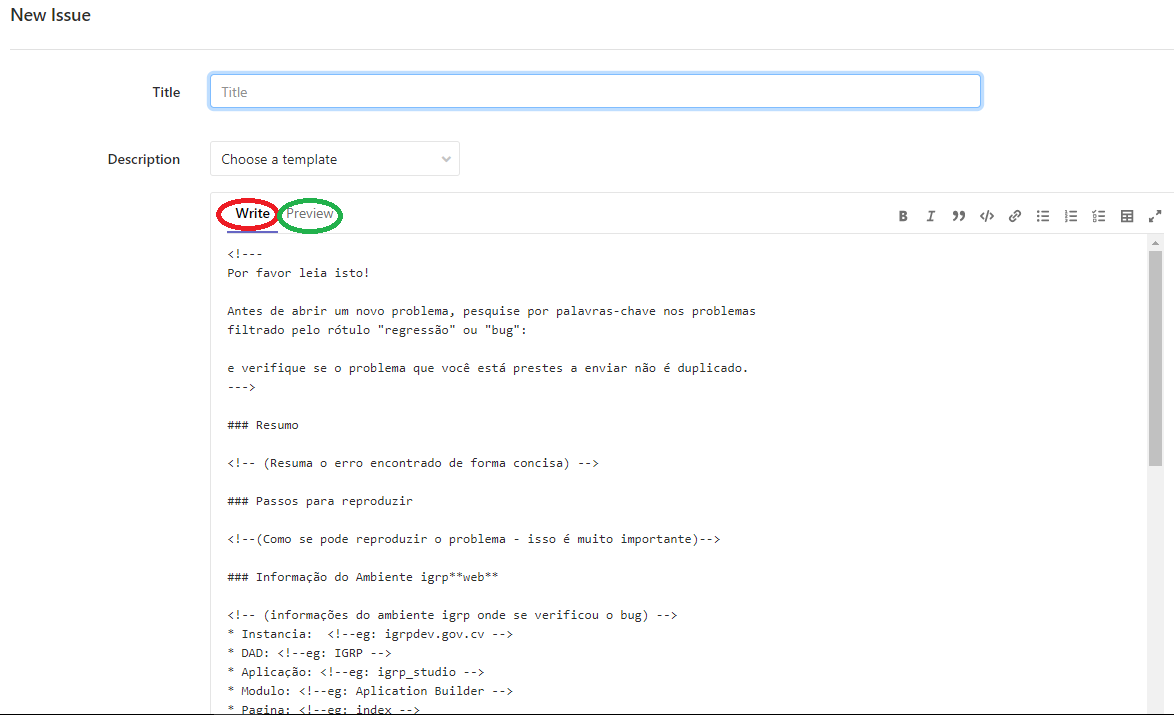 New Issue
Title
Title
Description
Choose a template
Write Preview
<!---
Por favor leia isto!
Antes de abrir um novo problema, pesquise por palavras-chave nos problemas
filtrado pelo rótulo "regressão" ou "bug":
e verifique se o problema que você está prestes a enviar não é duplicado.
--->
### Resumo
<!-- (Resuma o erro encontrado de forma concisa) -->
### Passos para reproduzir
<!--(Como se pode reproduzir o problema - isso é muito importante)-->
### Informação do Ambiente igrp**web**
<!-- (informações do ambiente igrp onde se verificou o bug) -->
* Instancia:  <!--eg: igrpdev.gov.cv -->
* DAD: <!--eg: IGRP -->
* Aplicação: <!--eg: igrp_studio -->
* Modulo: <!--eg: Aplication Builder -->
* Pagina: <!--eg: index -->